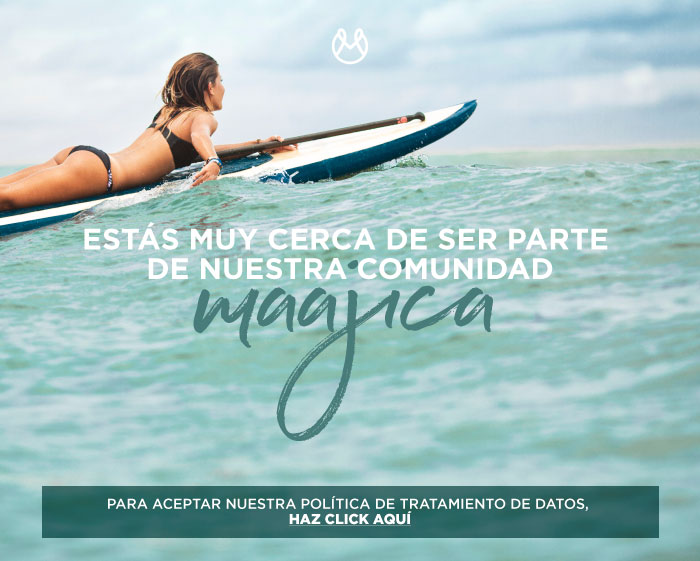 ESTÁS MUY CERCA DE SER PARTE
DE NUESTRA COMUNIDAD
maajica
PARA ACEPTAR NUESTRA POLÍTICA DE TRATAMIENTO DE DATOS,
HAZ CLICK AQUÍ